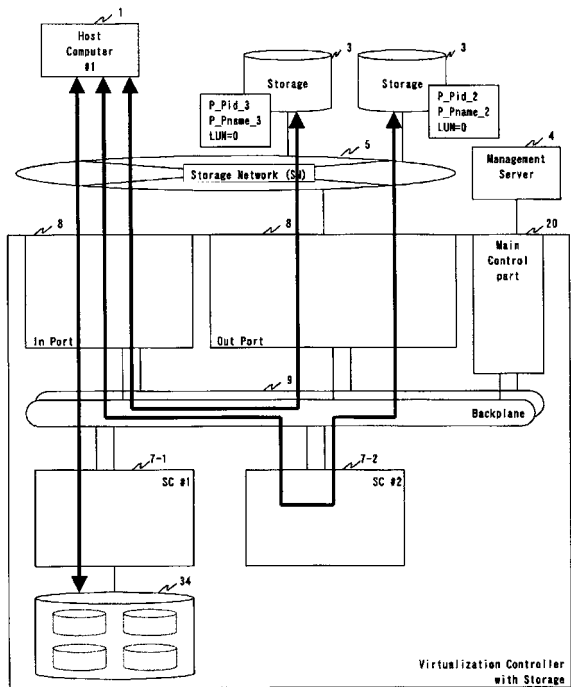 1
Host
Computer
#1
3
Storage
P_Pid_3
P_Pname_3
LUN=0
3
Storage
P_Pid_2
P_Pname_2
LUN=0
5
Storage Network (SN)
4
Management
Server
8
In Port
8
Out Port
20
Main
Control
part
9
Backplane
7-1
SC #1
7-2
SC #2
34
Virtualization Controller
with Storage